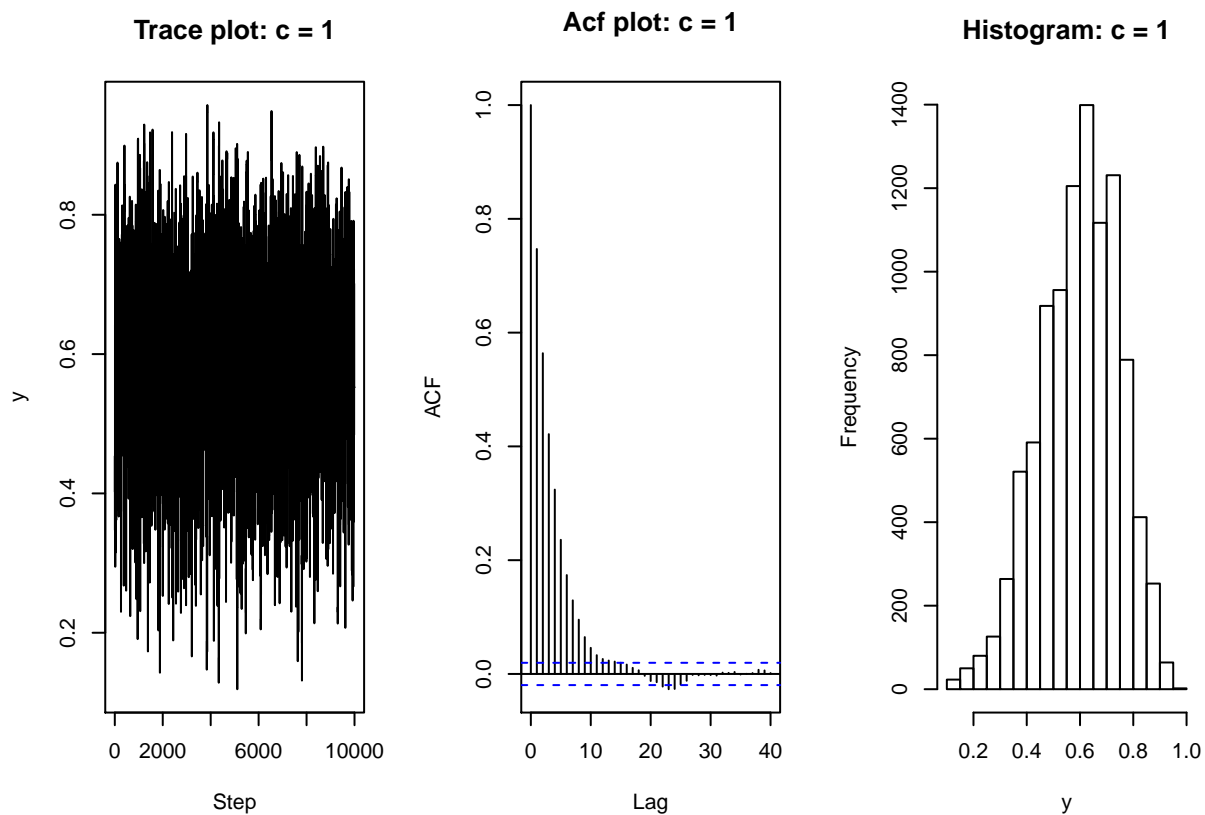 Trace plot: c = 1
y
0.2
0.4
0.6
0.8
0 2000 6000 10000
Step
Acf plot: c = 1
ACF
0.0
0.2
0.4
0.6
0.8
1.0
0 10 20 30 40
Lag
Histogram: c = 1
Frequency
0
200
400
600
800
1000
1200
1400
0.2 0.4 0.6 0.8 1.0
y